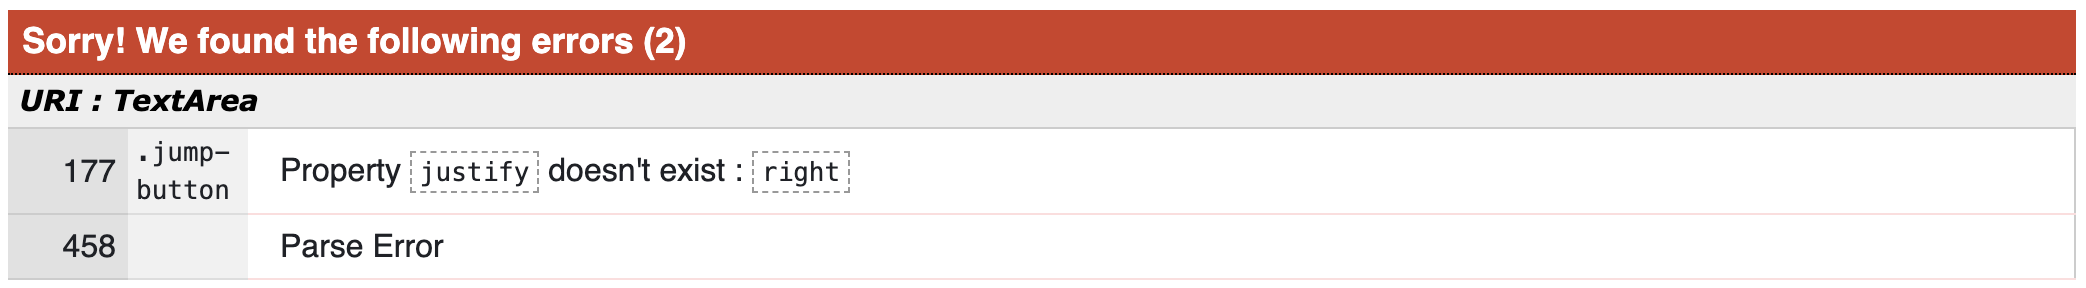 Sorry! We found the following errors (2)
URI : TextArea
177 .jump-button Property justify doesn't exist : right
458 Parse Error